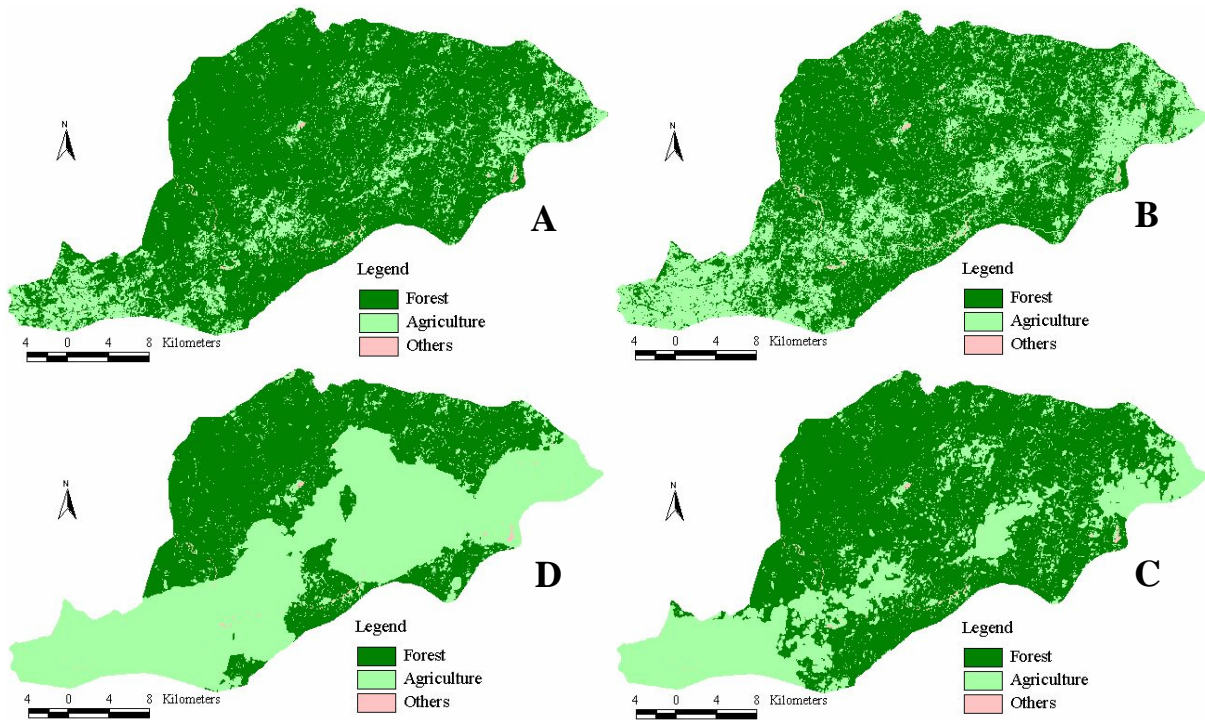 N
A
Legend
Forest
Agriculture
Others
4 0 4 8 Kilometers
N
B
Legend
Forest
Agriculture
Others
4 0 4 8 Kilometers
N
D
Legend
Forest
Agriculture
Others
4 0 4 8 Kilometers
N
C
Legend
Forest
Agriculture
Others
4 0 4 8 Kilometers